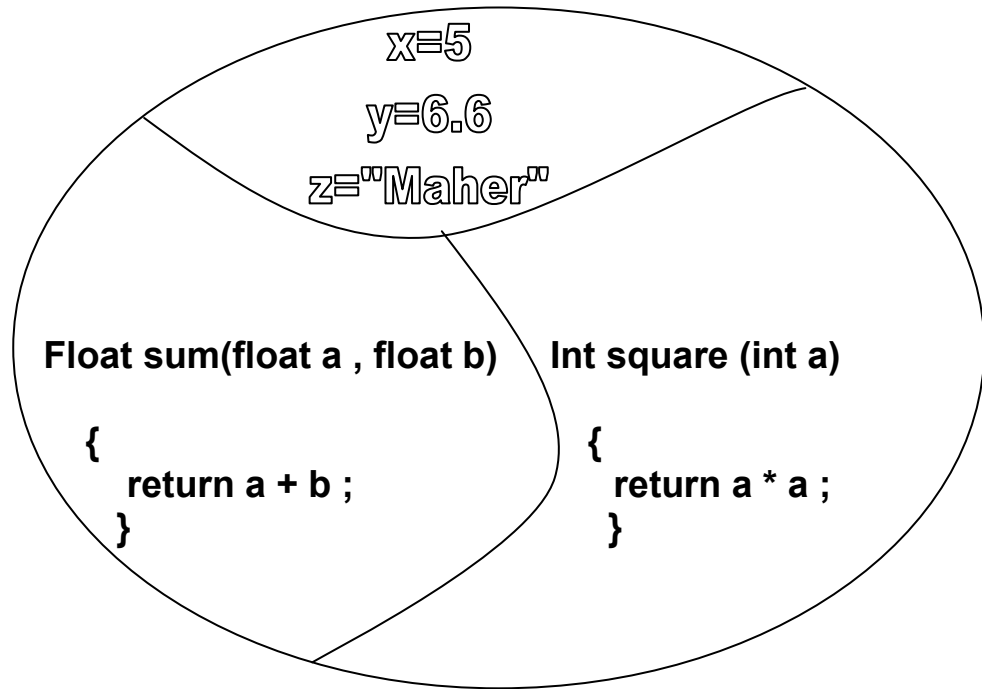 x=5
y=6.6
z="Maher"
Float sum(float a , float b)
{
return a + b ;
}
Int square (int a)
{
return a * a ;
}